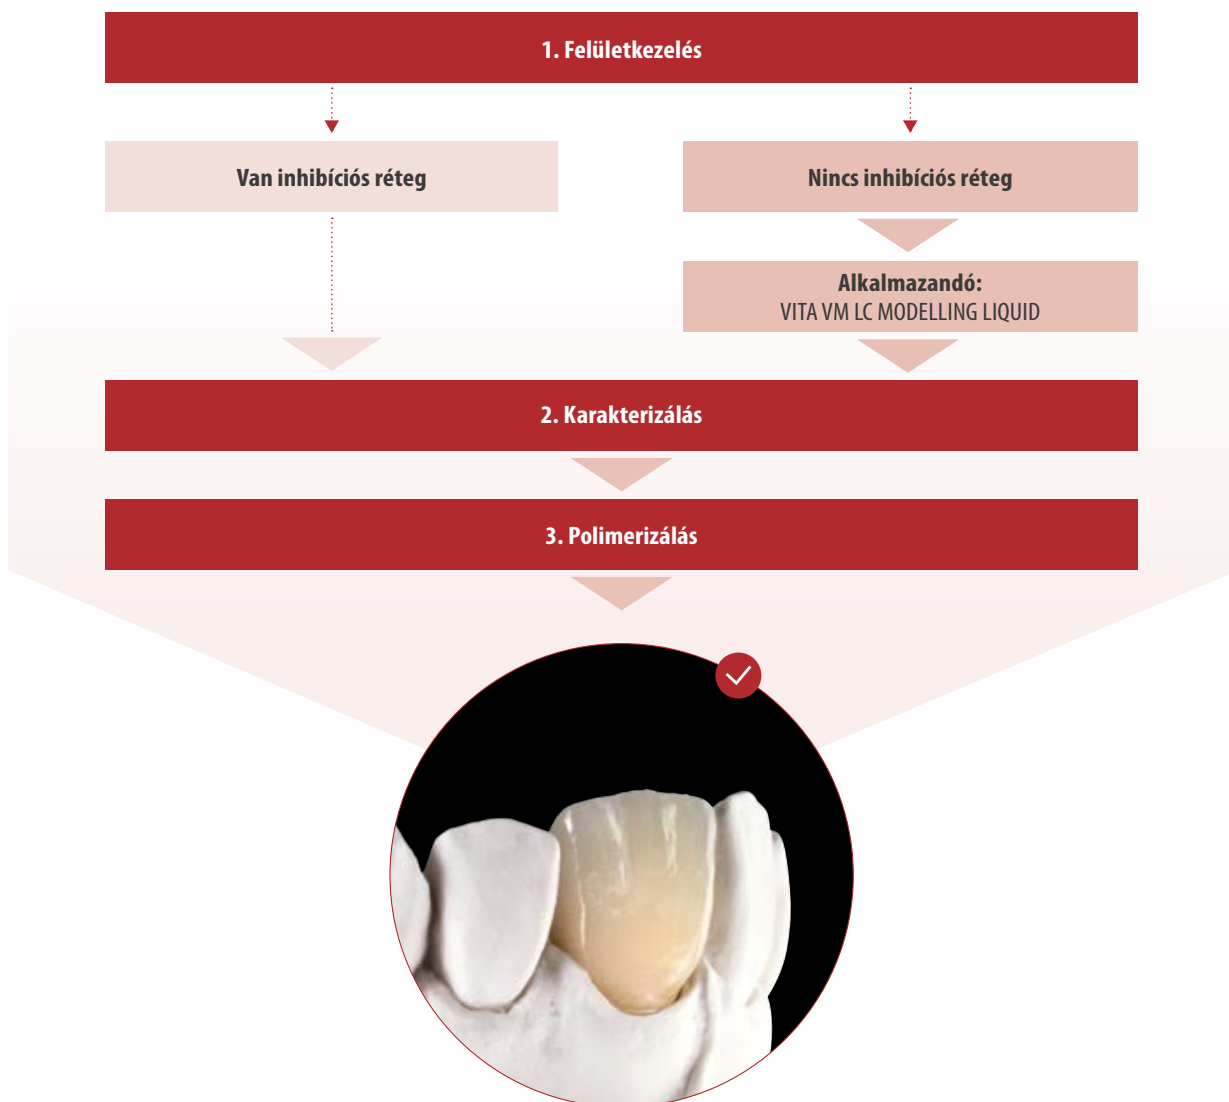 1. Felületkezelés
Van inhibíciós réteg
Nincs inhibíciós réteg
Alkalmazandó:
VITA VM LC MODELLING LIQUID
2. Karakterizálás
3. Polimerizálás